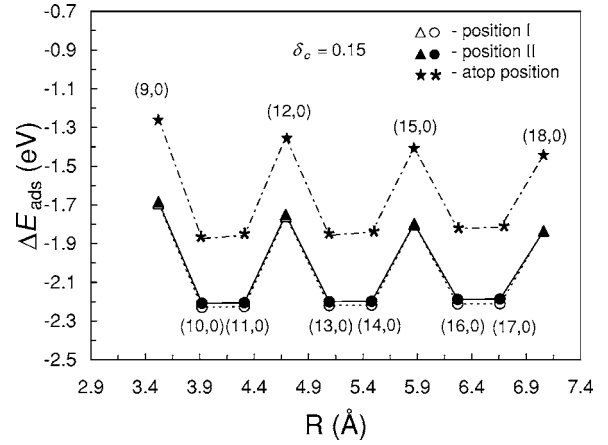 -0.7
-0.9
-1.1
-1.3
-1.5
-1.7
-1.9
-2.1
-2.3
-2.5
ΔE_ads (eV)
δ_c = 0.15
△○ - position I
▲● - position II
★* - atop position
(9,0)
(12,0)
(15,0)
(18,0)
(10,0) (11,0)
(13,0) (14,0)
(16,0) (17,0)
2.9 3.4 3.9 4.4 4.9 5.4 5.9 6.4 6.9 7.4
R (Å)